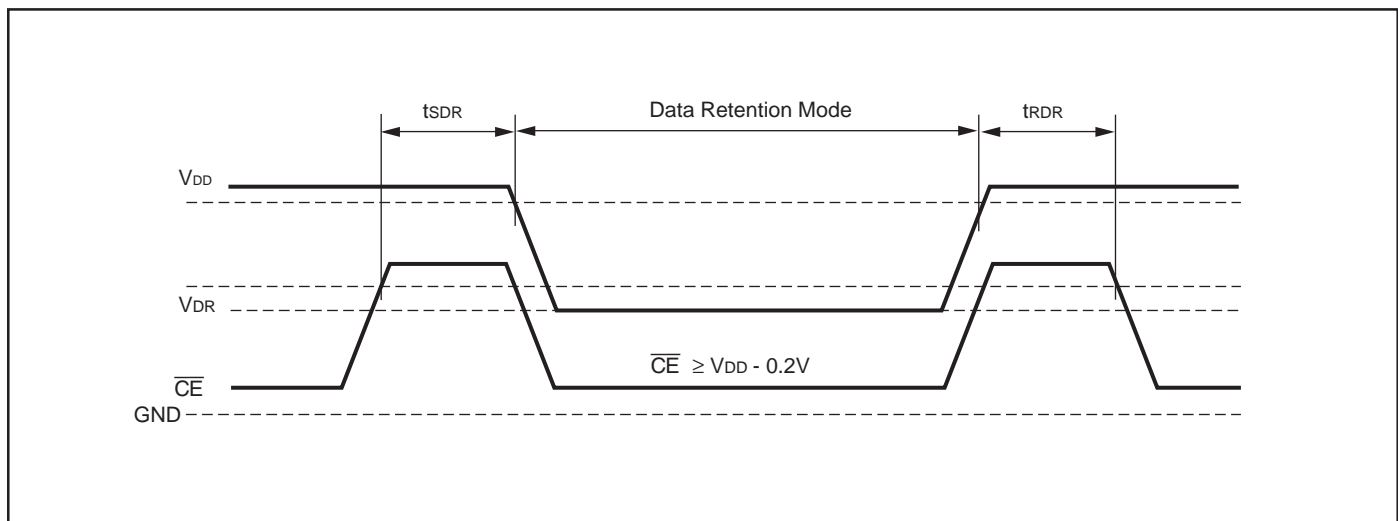 tSDR
Data Retention Mode
tRDR
VDD
VDR
CE ≥ VDD - 0.2V
CE
GND